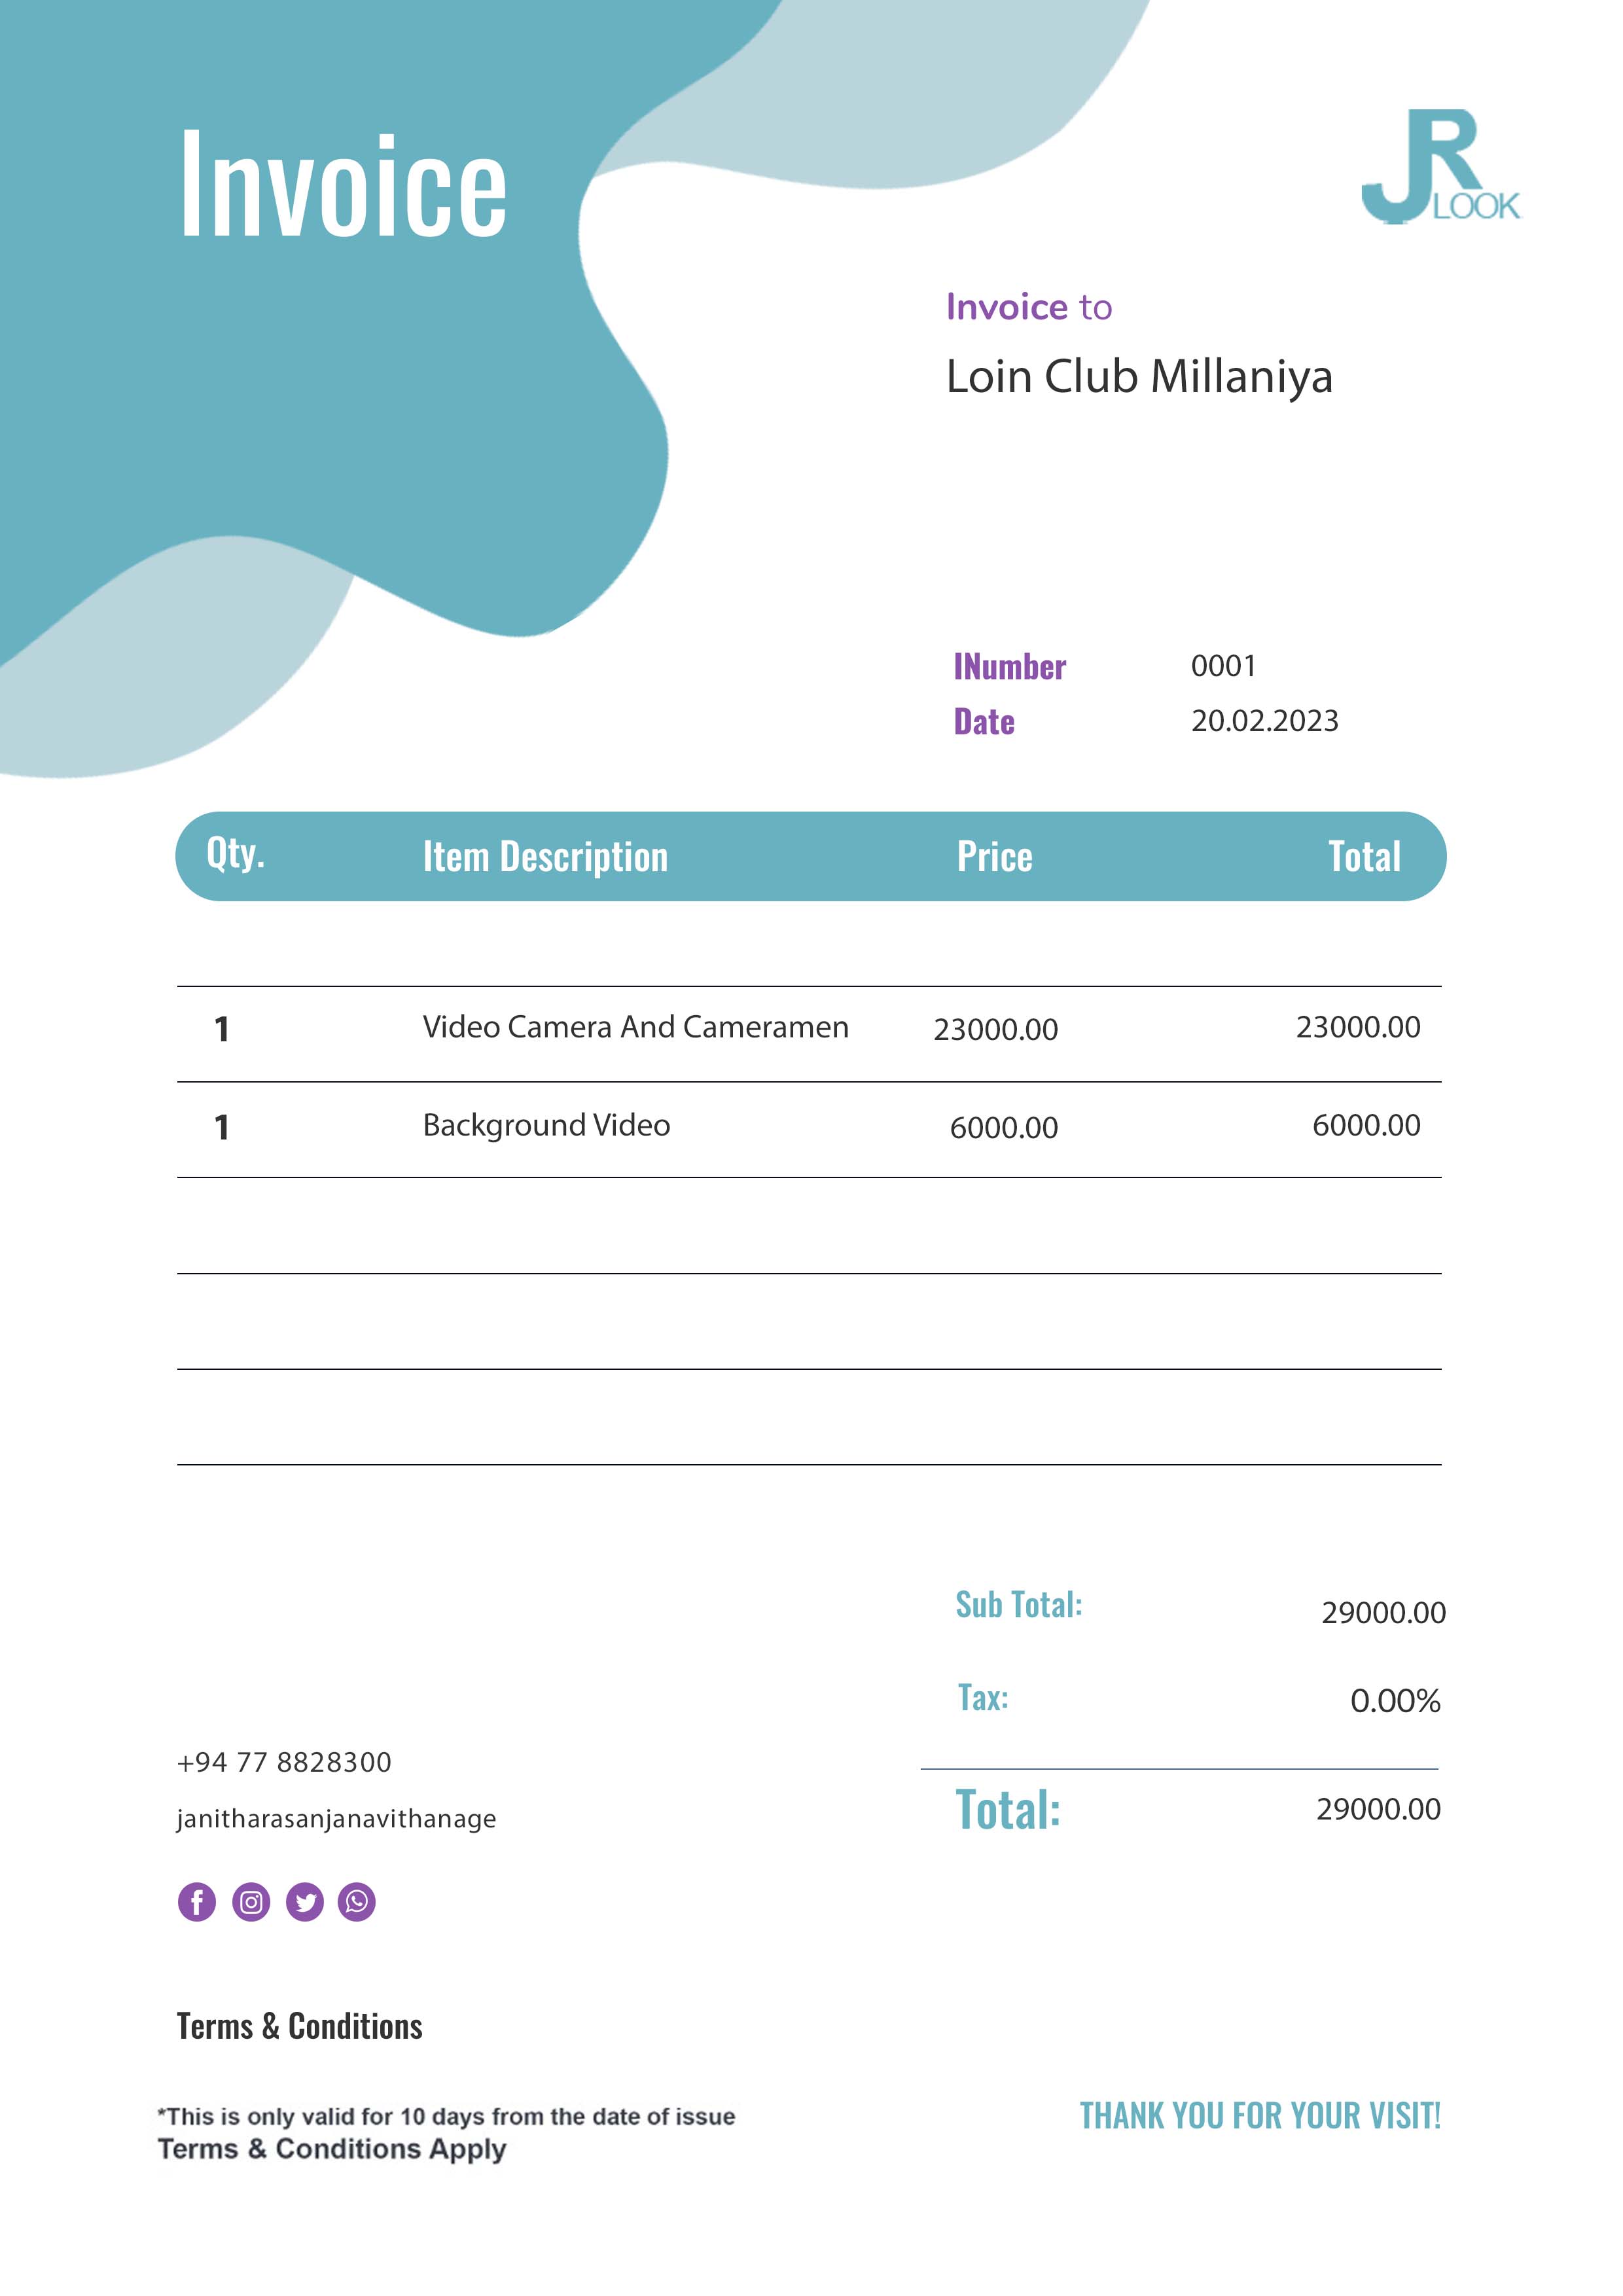 Invoice
JR
LOOK
Invoice to
Loin Club Millaniya
INumber 0001
Date 20.02.2023
Qty. Item Description Price Total
1 Video Camera And Cameramen 23000.00 23000.00
1 Background Video 6000.00 6000.00
Sub Total: 29000.00
Tax: 0.00%
Total: 29000.00
+94 77 8828300
janitharasanjanavithanage
Terms & Conditions
*This is only valid for 10 days from the date of issue
Terms & Conditions Apply
THANK YOU FOR YOUR VISIT!